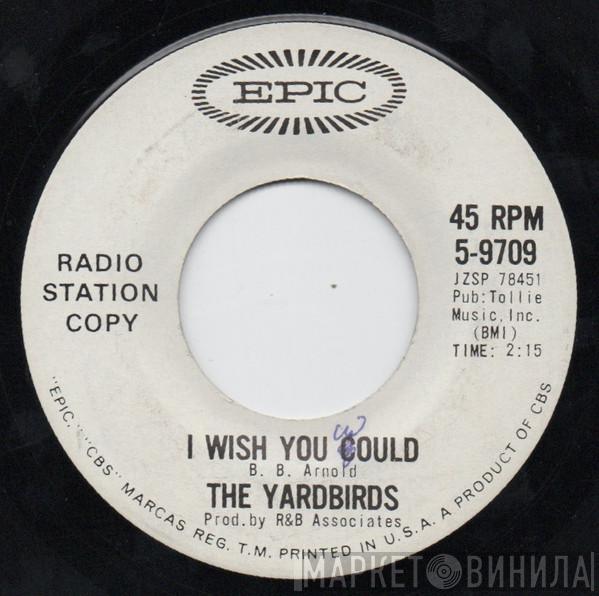 EPIC
RADIO
STATION
COPY
45 RPM
5-9709
JZSP 78451
Pub: Tollie
Music, Inc.
(BMI)
TIME: 2:15
W
I WISH YOU COULD
B. B. Arnold
THE YARDBIRDS
Prod. by R&B Associates
"EPIC," "CBS" MARCAS REG. T.M. PRINTED IN U.S.A. A PRODUCT OF CBS
МАРКЕТ ВИНИЛА